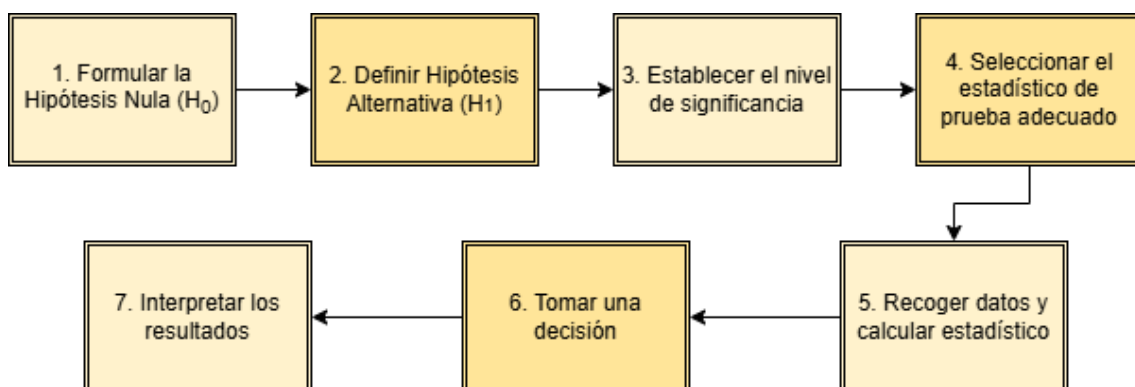 1. Formular la
Hipótesis Nula (H₀)
2. Definir Hipótesis
Alternativa (H1)
3. Establecer el nivel
de significancia
4. Seleccionar el
estadístico de
prueba adecuado
5. Recoger datos y
calcular estadístico
6. Tomar una
decisión
7. Interpretar los
resultados